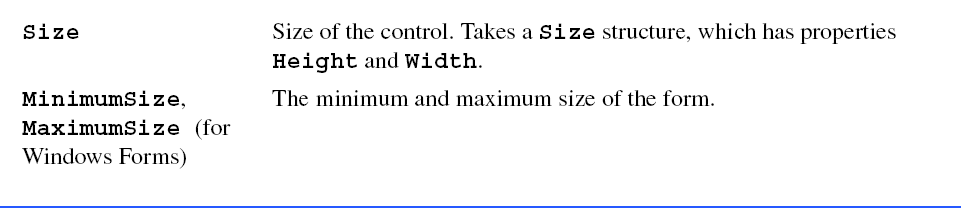 Size Size of the control. Takes a Size structure, which has properties
Height and Width.
MinimumSize, The minimum and maximum size of the form.
MaximumSize (for
Windows Forms)